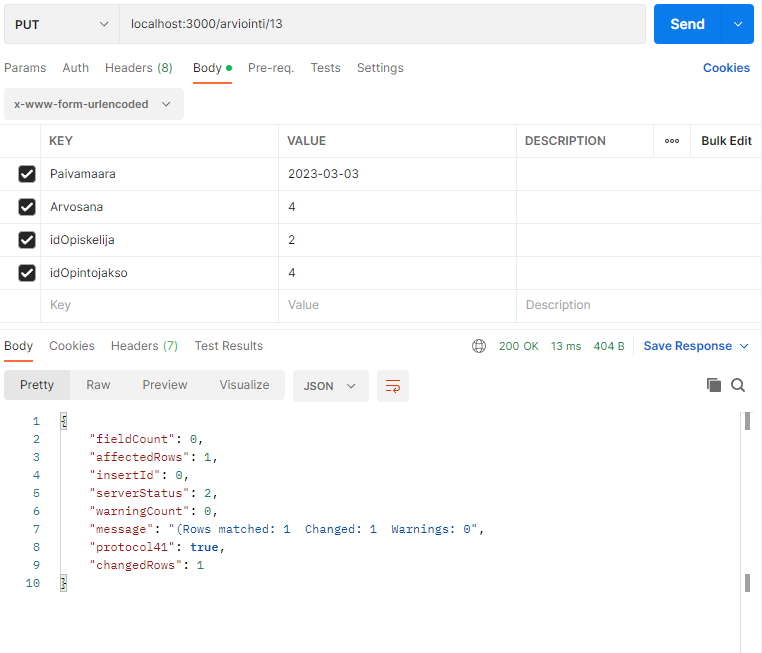 PUT localhost:3000/arviointi/13 Send
Params Auth Headers (8) Body Pre-req. Tests Settings Cookies
x-www-form-urlencoded
KEY VALUE DESCRIPTION Bulk Edit
Paivamaara 2023-03-03
Arvosana 4
idOpiskelija 2
idOpintojakso 4
Key Value Description
Body Cookies Headers (7) Test Results 200 OK 13 ms 404 B Save Response
Pretty Raw Preview Visualize JSON
1 {
2 "fieldCount": 0,
3 "affectedRows": 1,
4 "insertId": 0,
5 "serverStatus": 2,
6 "warningCount": 0,
7 "message": "(Rows matched: 1  Changed: 1  Warnings: 0",
8 "protocol41": true,
9 "changedRows": 1
10 }